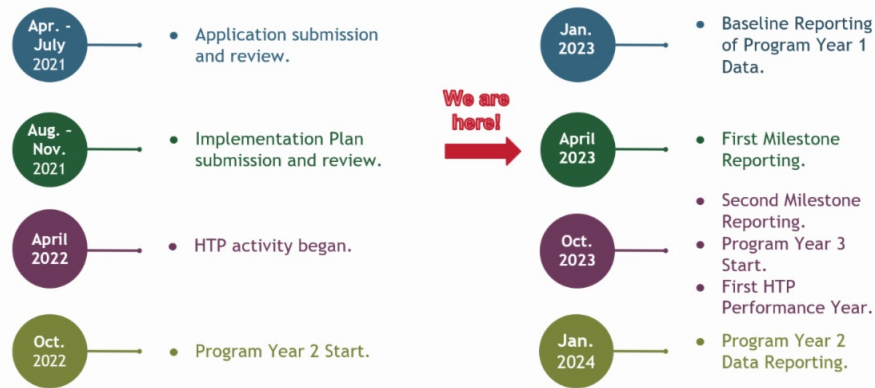 Apr. -
July
2021
• Application submission
and review.
Aug. -
Nov.
2021
• Implementation Plan
submission and review.
April
2022
• HTP activity began.
Oct.
2022
• Program Year 2 Start.
We are
here!
Jan.
2023
• Baseline Reporting
of Program Year 1
Data.
April
2023
• First Milestone
Reporting.
Oct.
2023
• Second Milestone
Reporting.
• Program Year 3
Start.
• First HTP
Performance Year.
Jan.
2024
• Program Year 2
Data Reporting.